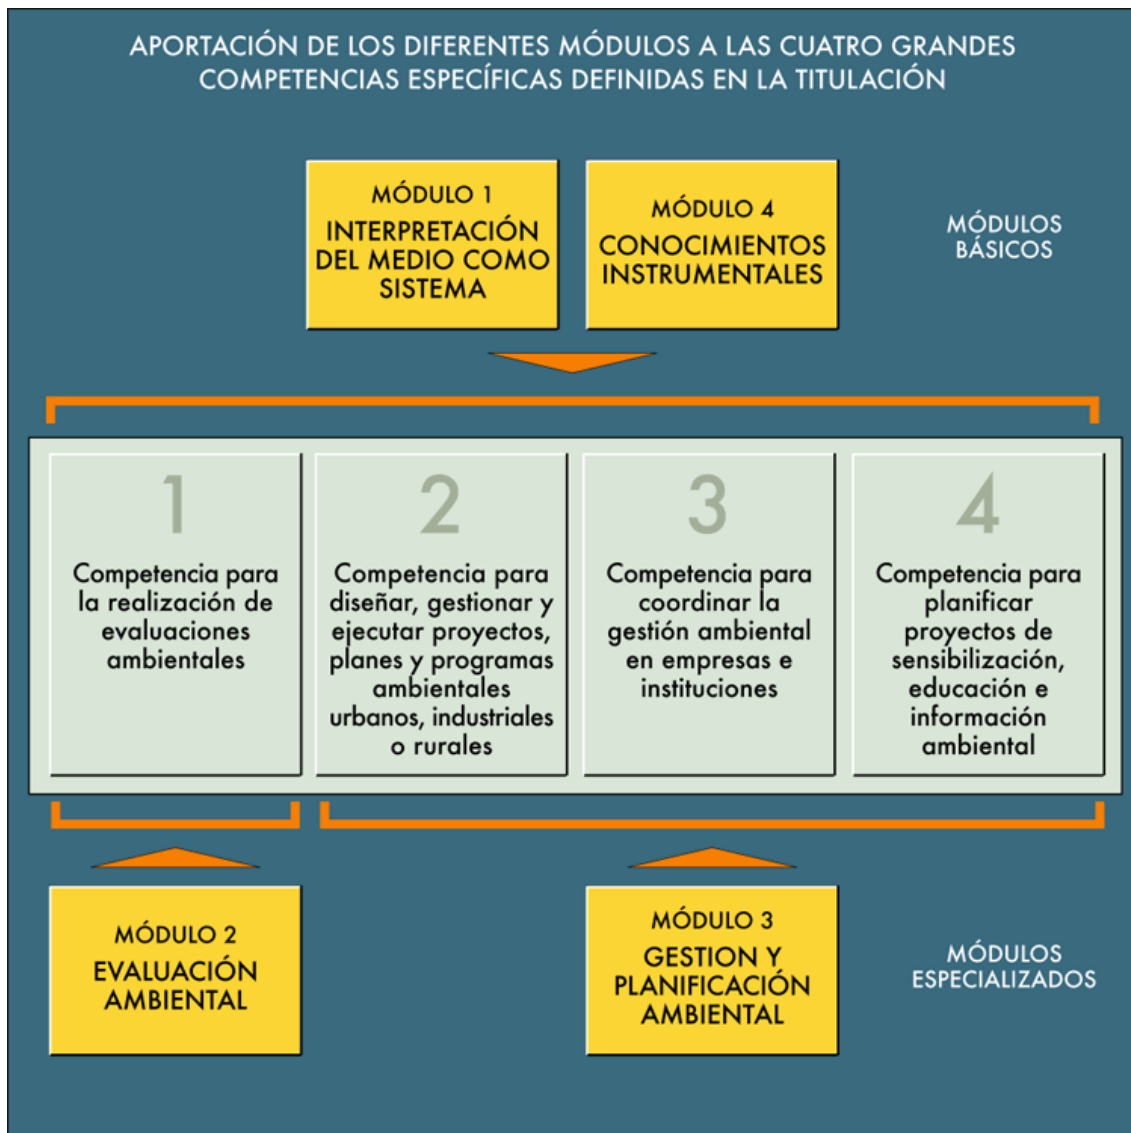 APORTACIÓN DE LOS DIFERENTES MÓDULOS A LAS CUATRO GRANDES
COMPETENCIAS ESPECÍFICAS DEFINIDAS EN LA TITULACIÓN
MÓDULO 1
INTERPRETACIÓN
DEL MEDIO COMO
SISTEMA
MÓDULO 4
CONOCIMIENTOS
INSTRUMENTALES
MÓDULOS
BÁSICOS
1
Competencia para
la realización de
evaluaciones
ambientales
2
Competencia para
diseñar, gestionar y
ejecutar proyectos,
planes y programas
ambientales
urbanos, industriales
o rurales
3
Competencia para
coordinar la
gestión ambiental
en empresas e
instituciones
4
Competencia para
planificar
proyectos de
sensibilización,
educación e
información
ambiental
MÓDULO 2
EVALUACIÓN
AMBIENTAL
MÓDULO 3
GESTION Y
PLANIFICACIÓN
AMBIENTAL
MÓDULOS
ESPECIALIZADOS